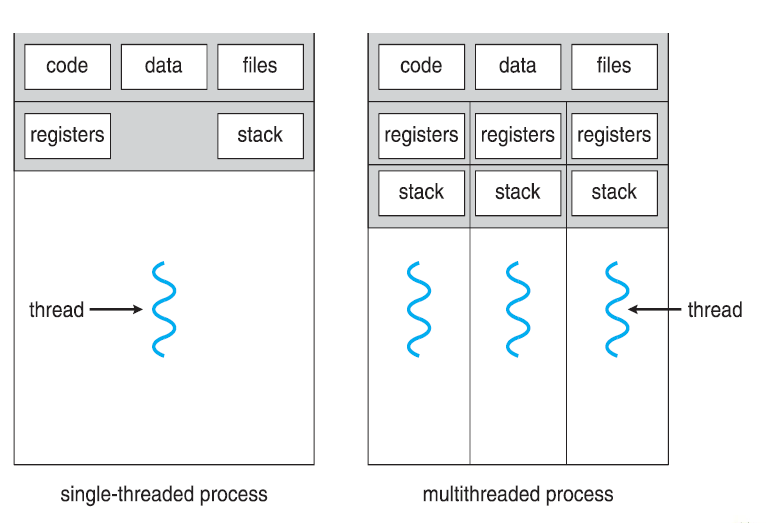 code data files
registers stack
thread
single-threaded process
code data files
registers registers registers
stack stack stack
thread
multithreaded process